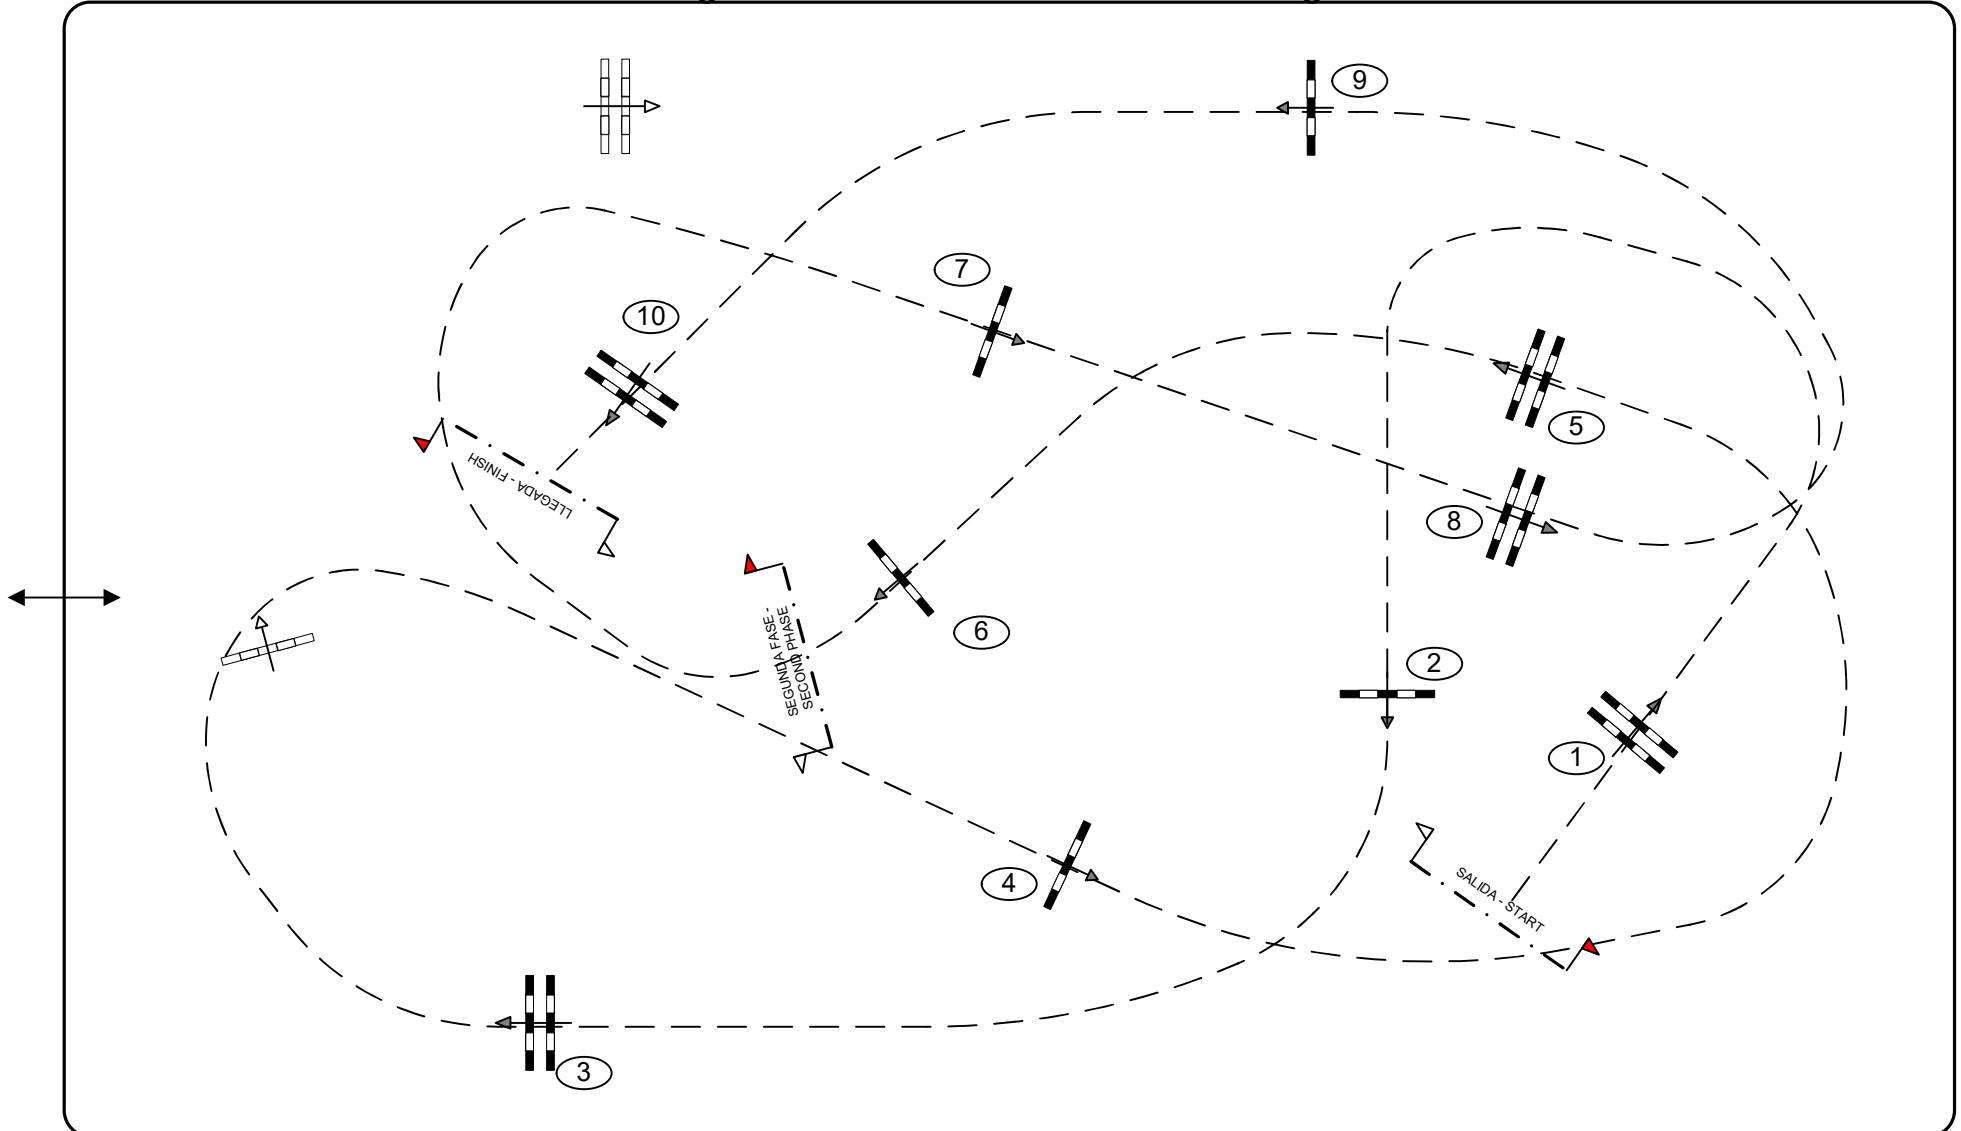 9
7
10
5
8
LLEGADA - FINISH
6
SEGUNDA FASE -
SECOND PHASE
2
1
4
SALIDA - START
3